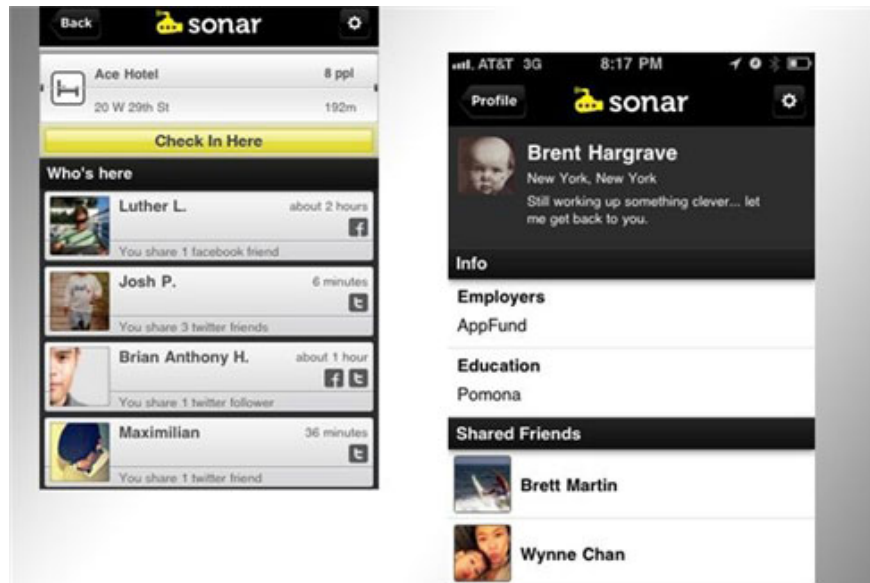 Back
sonar
Ace Hotel
8 ppl
20 W 29th St
192m
Check In Here
Who's here
Luther L.
about 2 hours
You share 1 facebook friend
Josh P.
6 minutes
You share 3 twitter friends
Brian Anthony H.
about 1 hour
You share 1 twitter follower
Maximilian
36 minutes
You share 1 twitter friend
AT&T 3G
8:17 PM
Profile
sonar
Brent Hargrave
New York, New York
Still working up something clever... let
me get back to you.
Info
Employers
AppFund
Education
Pomona
Shared Friends
Brett Martin
Wynne Chan